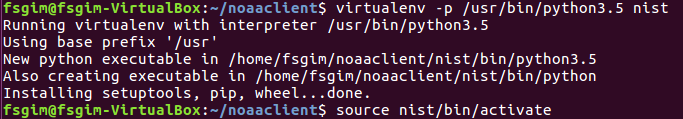 fsgim@fsgim-VirtualBox:~/noaaclient$ virtualenv -p /usr/bin/python3.5 nist
Running virtualenv with interpreter /usr/bin/python3.5
Using base prefix '/usr'
New python executable in /home/fsgim/noaaclient/nist/bin/python3.5
Also creating executable in /home/fsgim/noaaclient/nist/bin/python
Installing setuptools, pip, wheel...done.
fsgim@fsgim-VirtualBox:~/noaaclient$ source nist/bin/activate